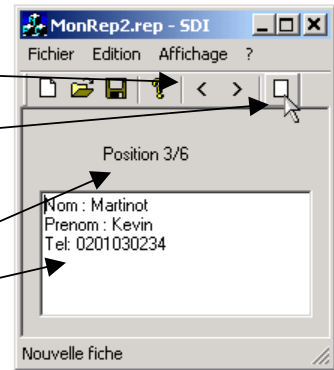 MonRep2.rep - SDI
Fichier Edition Affichage ?
? < >
Position 3/6
Nom : Martinot
Prenom : Kevin
Tel: 0201030234
Nouvelle fiche